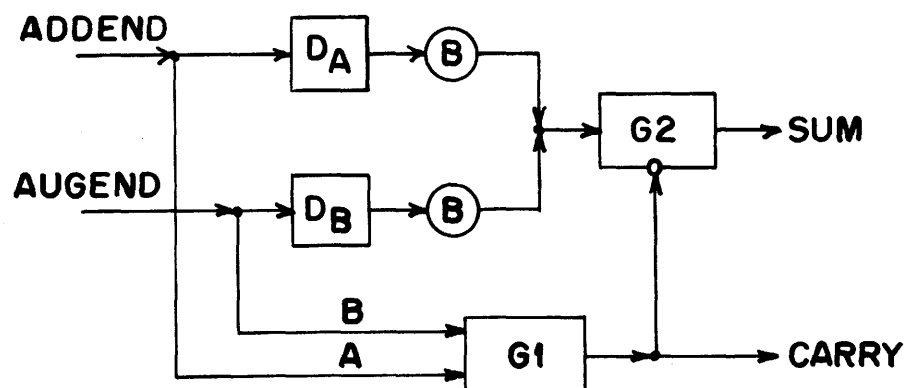 ADDEND
D_A
B
G2
SUM
AUGEND
D_B
B
B
A
G1
CARRY